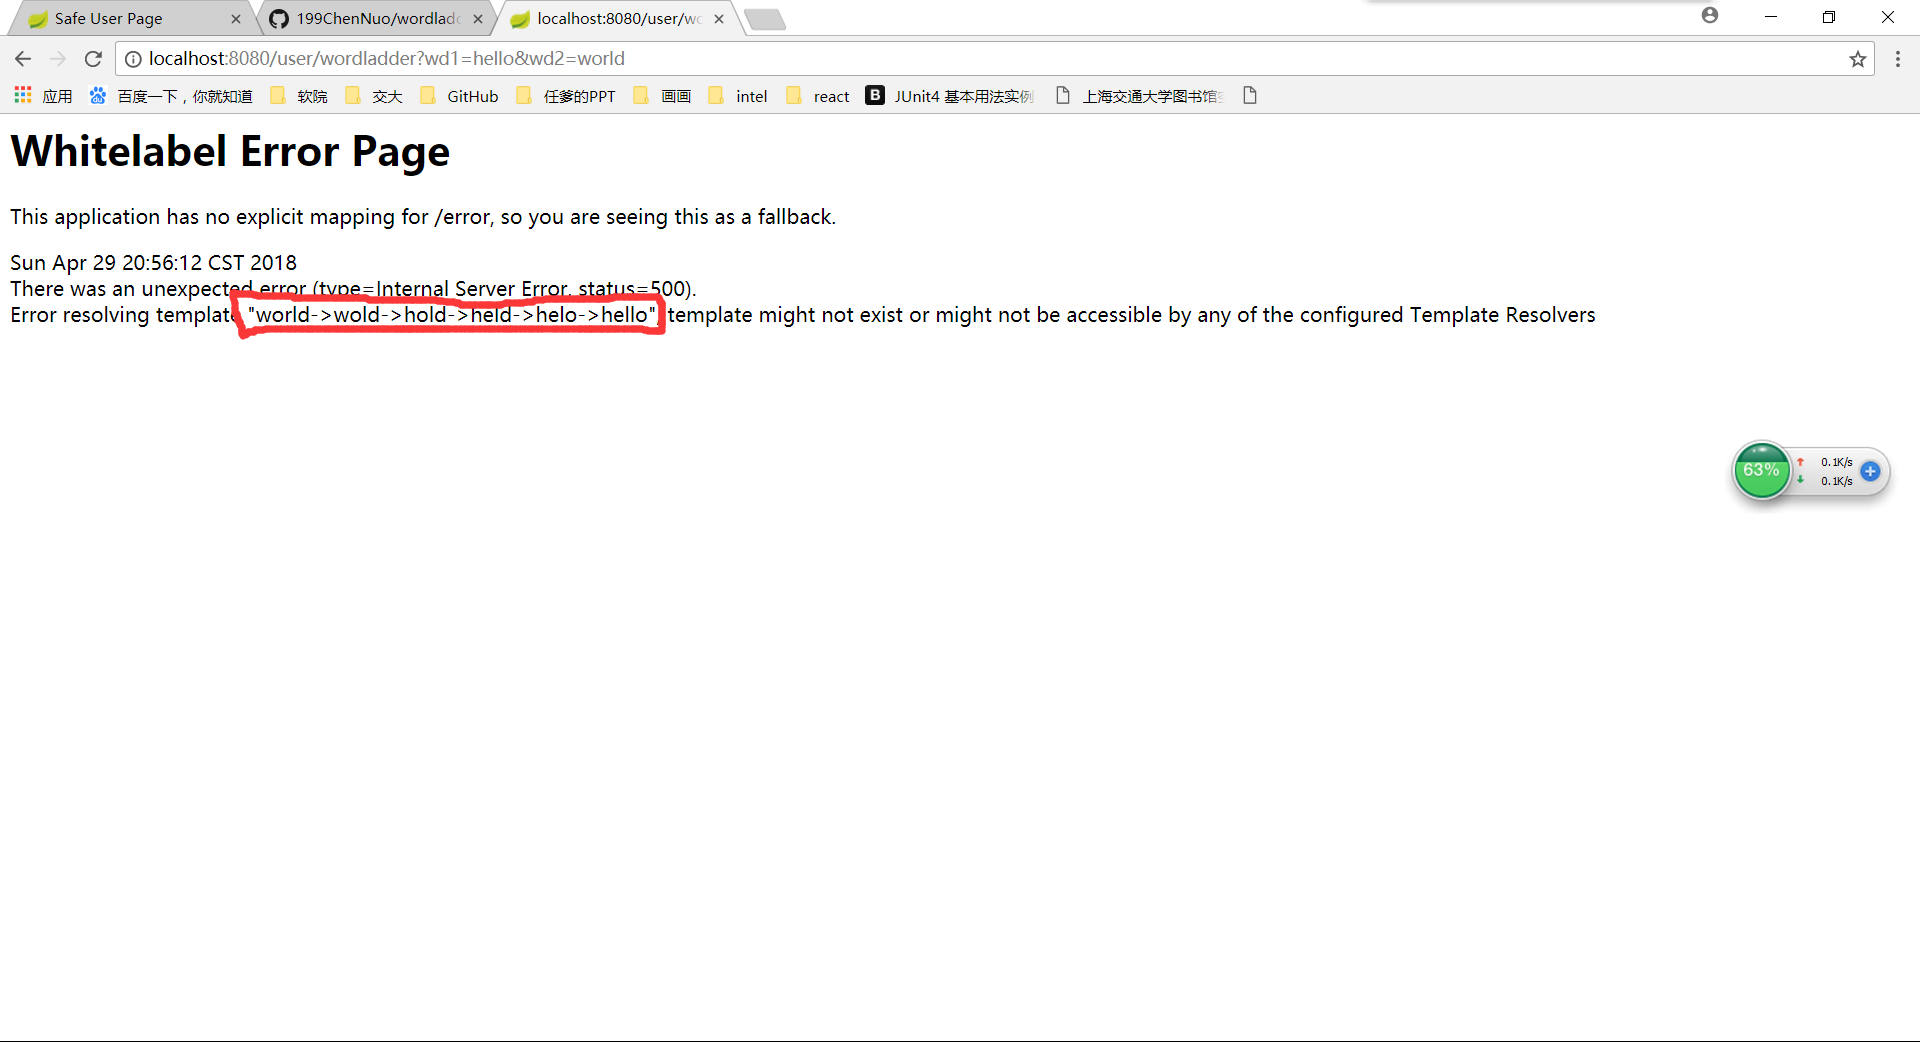 Safe User Page
199ChenNuo/wordladd
localhost:8080/user/wo
localhost:8080/user/wordladder?wd1=hello&wd2=world
应用 百度一下,你就知道 软院 交大 GitHub 任爹的PPT 画画 intel react B JUnit4 基本用法实例 上海交通大学图书馆
Whitelabel Error Page
This application has no explicit mapping for /error, so you are seeing this as a fallback.
Sun Apr 29 20:56:12 CST 2018
There was an unexpected error (type=Internal Server Error, status=500).
Error resolving template "world->wold->hold->held->helo->hello", template might not exist or might not be accessible by any of the configured Template Resolvers
63%
0.1K/s
0.1K/s